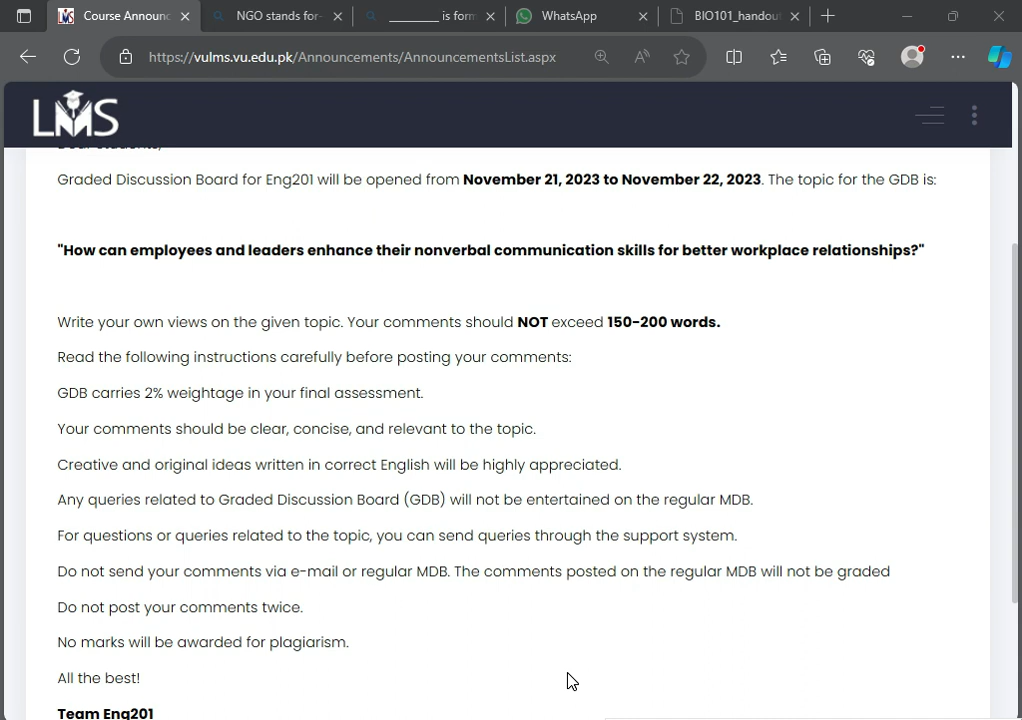 Course Announc
NGO stands for-
________ is form
WhatsApp
BIO101_handou
https://vulms.vu.edu.pk/Announcements/AnnouncementsList.aspx
LMS
Dear Students,
Graded Discussion Board for Eng201 will be opened from November 21, 2023 to November 22, 2023. The topic for the GDB is:
"How can employees and leaders enhance their nonverbal communication skills for better workplace relationships?"
Write your own views on the given topic. Your comments should NOT exceed 150-200 words.
Read the following instructions carefully before posting your comments:
GDB carries 2% weightage in your final assessment.
Your comments should be clear, concise, and relevant to the topic.
Creative and original ideas written in correct English will be highly appreciated.
Any queries related to Graded Discussion Board (GDB) will not be entertained on the regular MDB.
For questions or queries related to the topic, you can send queries through the support system.
Do not send your comments via e-mail or regular MDB. The comments posted on the regular MDB will not be graded
Do not post your comments twice.
No marks will be awarded for plagiarism.
All the best!
Team Eng201